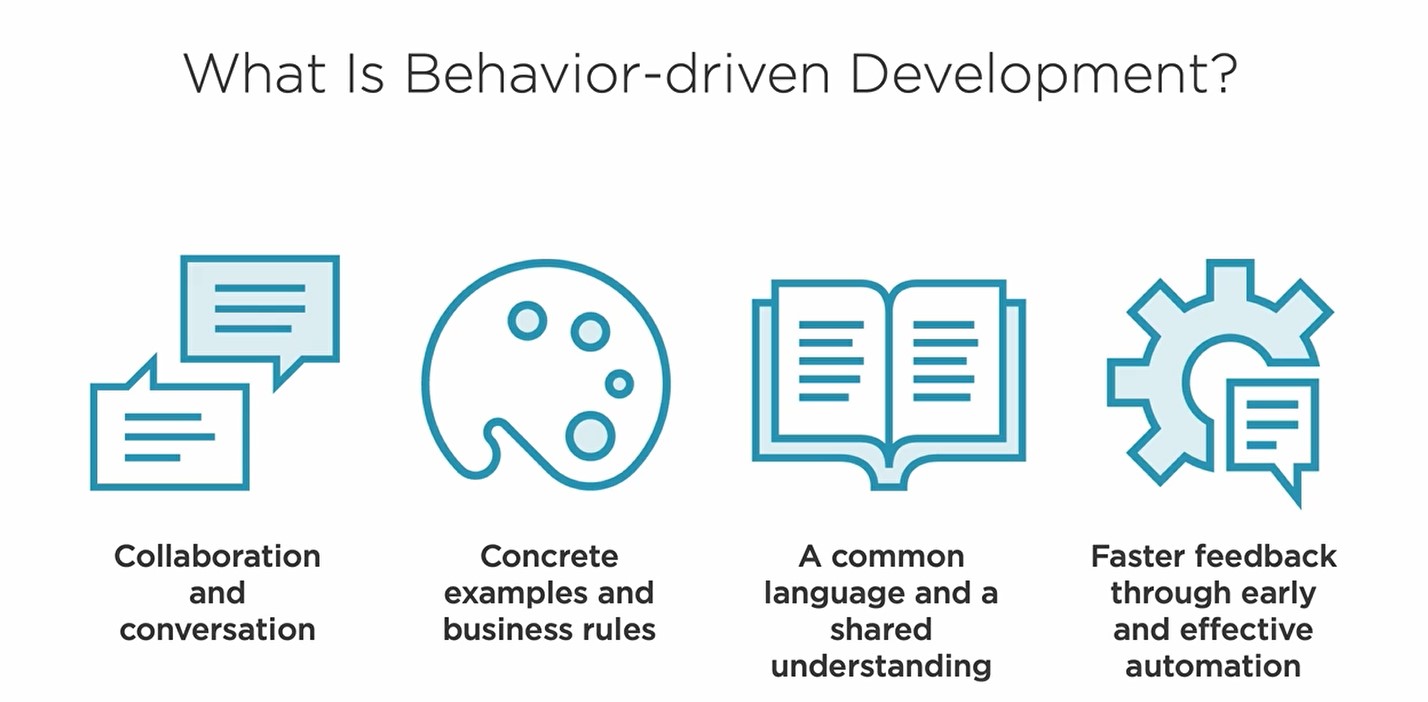 What Is Behavior-driven Development?
Collaboration
and
conversation
Concrete
examples and
business rules
A common
language and a
shared
understanding
Faster feedback
through early
and effective
automation